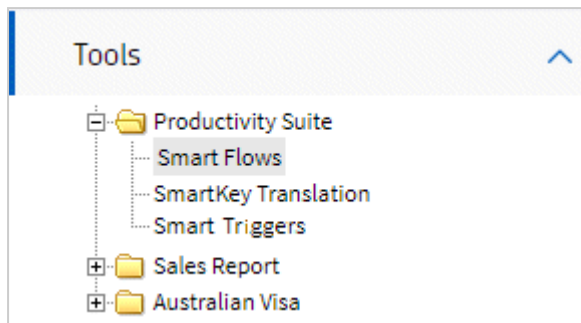 Tools
Productivity Suite
Smart Flows
SmartKey Translation
Smart Triggers
Sales Report
Australian Visa